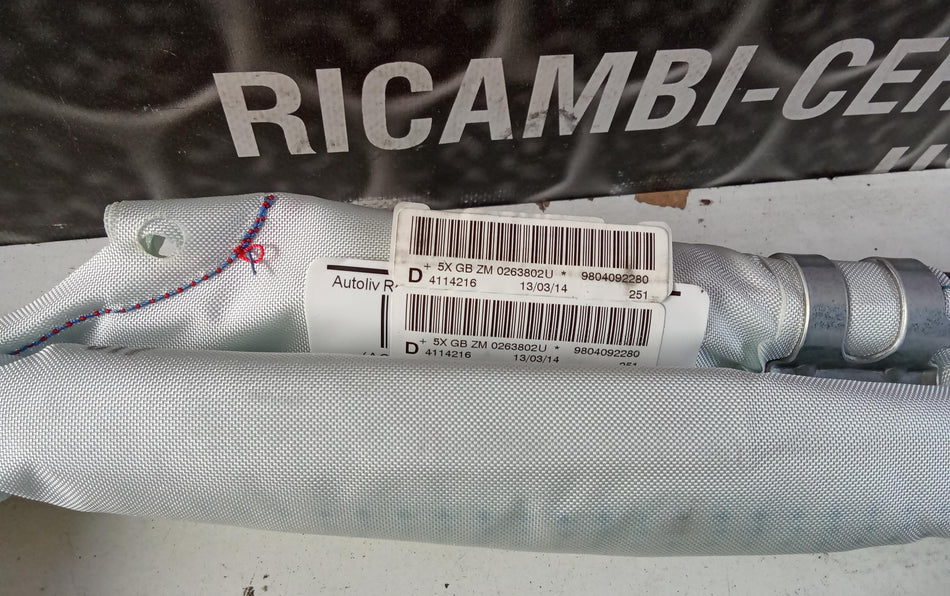 RICAMBI-CE
D + 5X GB ZM 0263802U * 9804092280
4114216 13/03/14 251
Autoliv
D + 5X GB ZM 0263802U * 9804092280
4114216 13/03/14 251